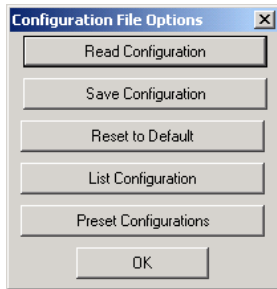 Configuration File Options
Read Configuration
Save Configuration
Reset to Default
List Configuration
Preset Configurations
OK